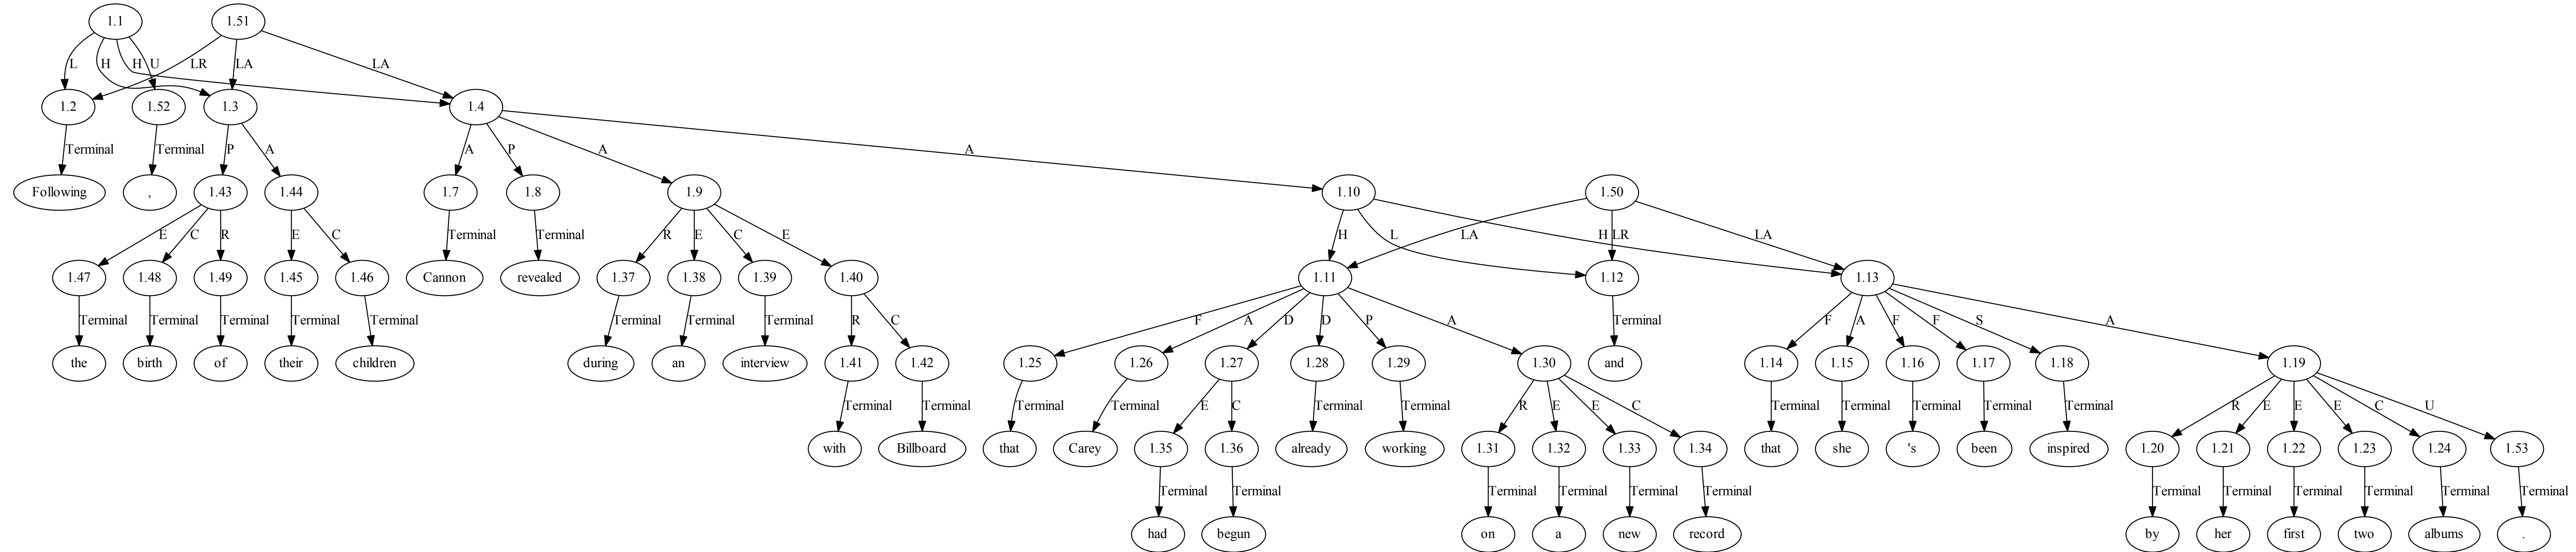 1.1 1.51
L H H U LR LA LA
1.2 1.52 1.3 1.4
Terminal Terminal P A A P A A
Following , 1.43 1.44 1.7 1.8 1.9 1.10 1.50
E C R E C Terminal Terminal R E C E H L H LR LA LA
1.47 1.48 1.49 1.45 1.46 Cannon revealed 1.37 1.38 1.39 1.40 1.11 1.12 1.13
Terminal Terminal Terminal Terminal Terminal Terminal Terminal Terminal R C F A D D P A Terminal F A F F S A
the birth of their children during an interview 1.41 1.42 1.25 1.26 1.27 1.28 1.29 1.30 and 1.14 1.15 1.16 1.17 1.18 1.19
Terminal Terminal Terminal Terminal E C Terminal Terminal R E E C Terminal Terminal Terminal Terminal Terminal R E E E C U
with Billboard that Carey 1.35 1.36 already working 1.31 1.32 1.33 1.34 that she 's been inspired 1.20 1.21 1.22 1.23 1.24 1.53
Terminal Terminal Terminal Terminal Terminal Terminal Terminal Terminal Terminal Terminal Terminal Terminal
had begun on a new record by her first two albums .